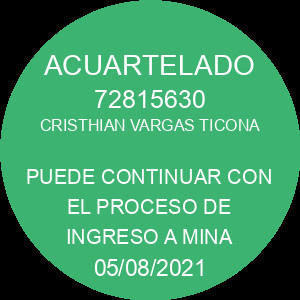 ACUARTELADO
72815630
CRISTHIAN VARGAS TICONA
PUEDE CONTINUAR CON
EL PROCESO DE
INGRESO A MINA
05/08/2021